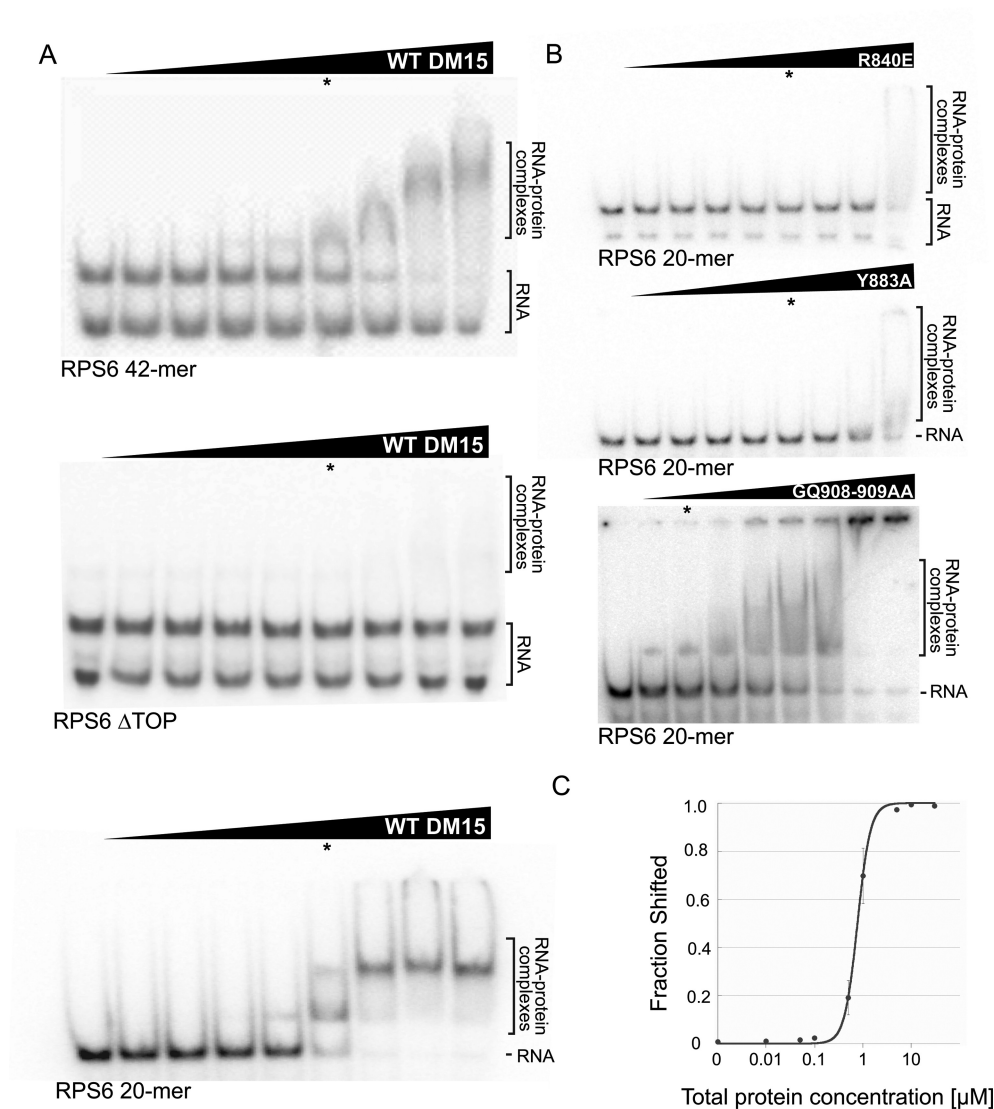 A
WT DM15
*
RNA-protein
complexes
RNA
RPS6 42-mer
WT DM15
*
RNA-protein
complexes
RNA
RPS6 ΔTOP
WT DM15
*
RNA-protein
complexes
- RNA
RPS6 20-mer
B
R840E
*
RNA-protein
complexes
RNA
RPS6 20-mer
Y883A
*
RNA-protein
complexes
- RNA
RPS6 20-mer
GQ908-909AA
*
RNA-protein
complexes
- RNA
RPS6 20-mer
C
Fraction Shifted
1.0
0.8
0.6
0.4
0.2
0
0 0.01 0.1 1 10
Total protein concentration [µM]